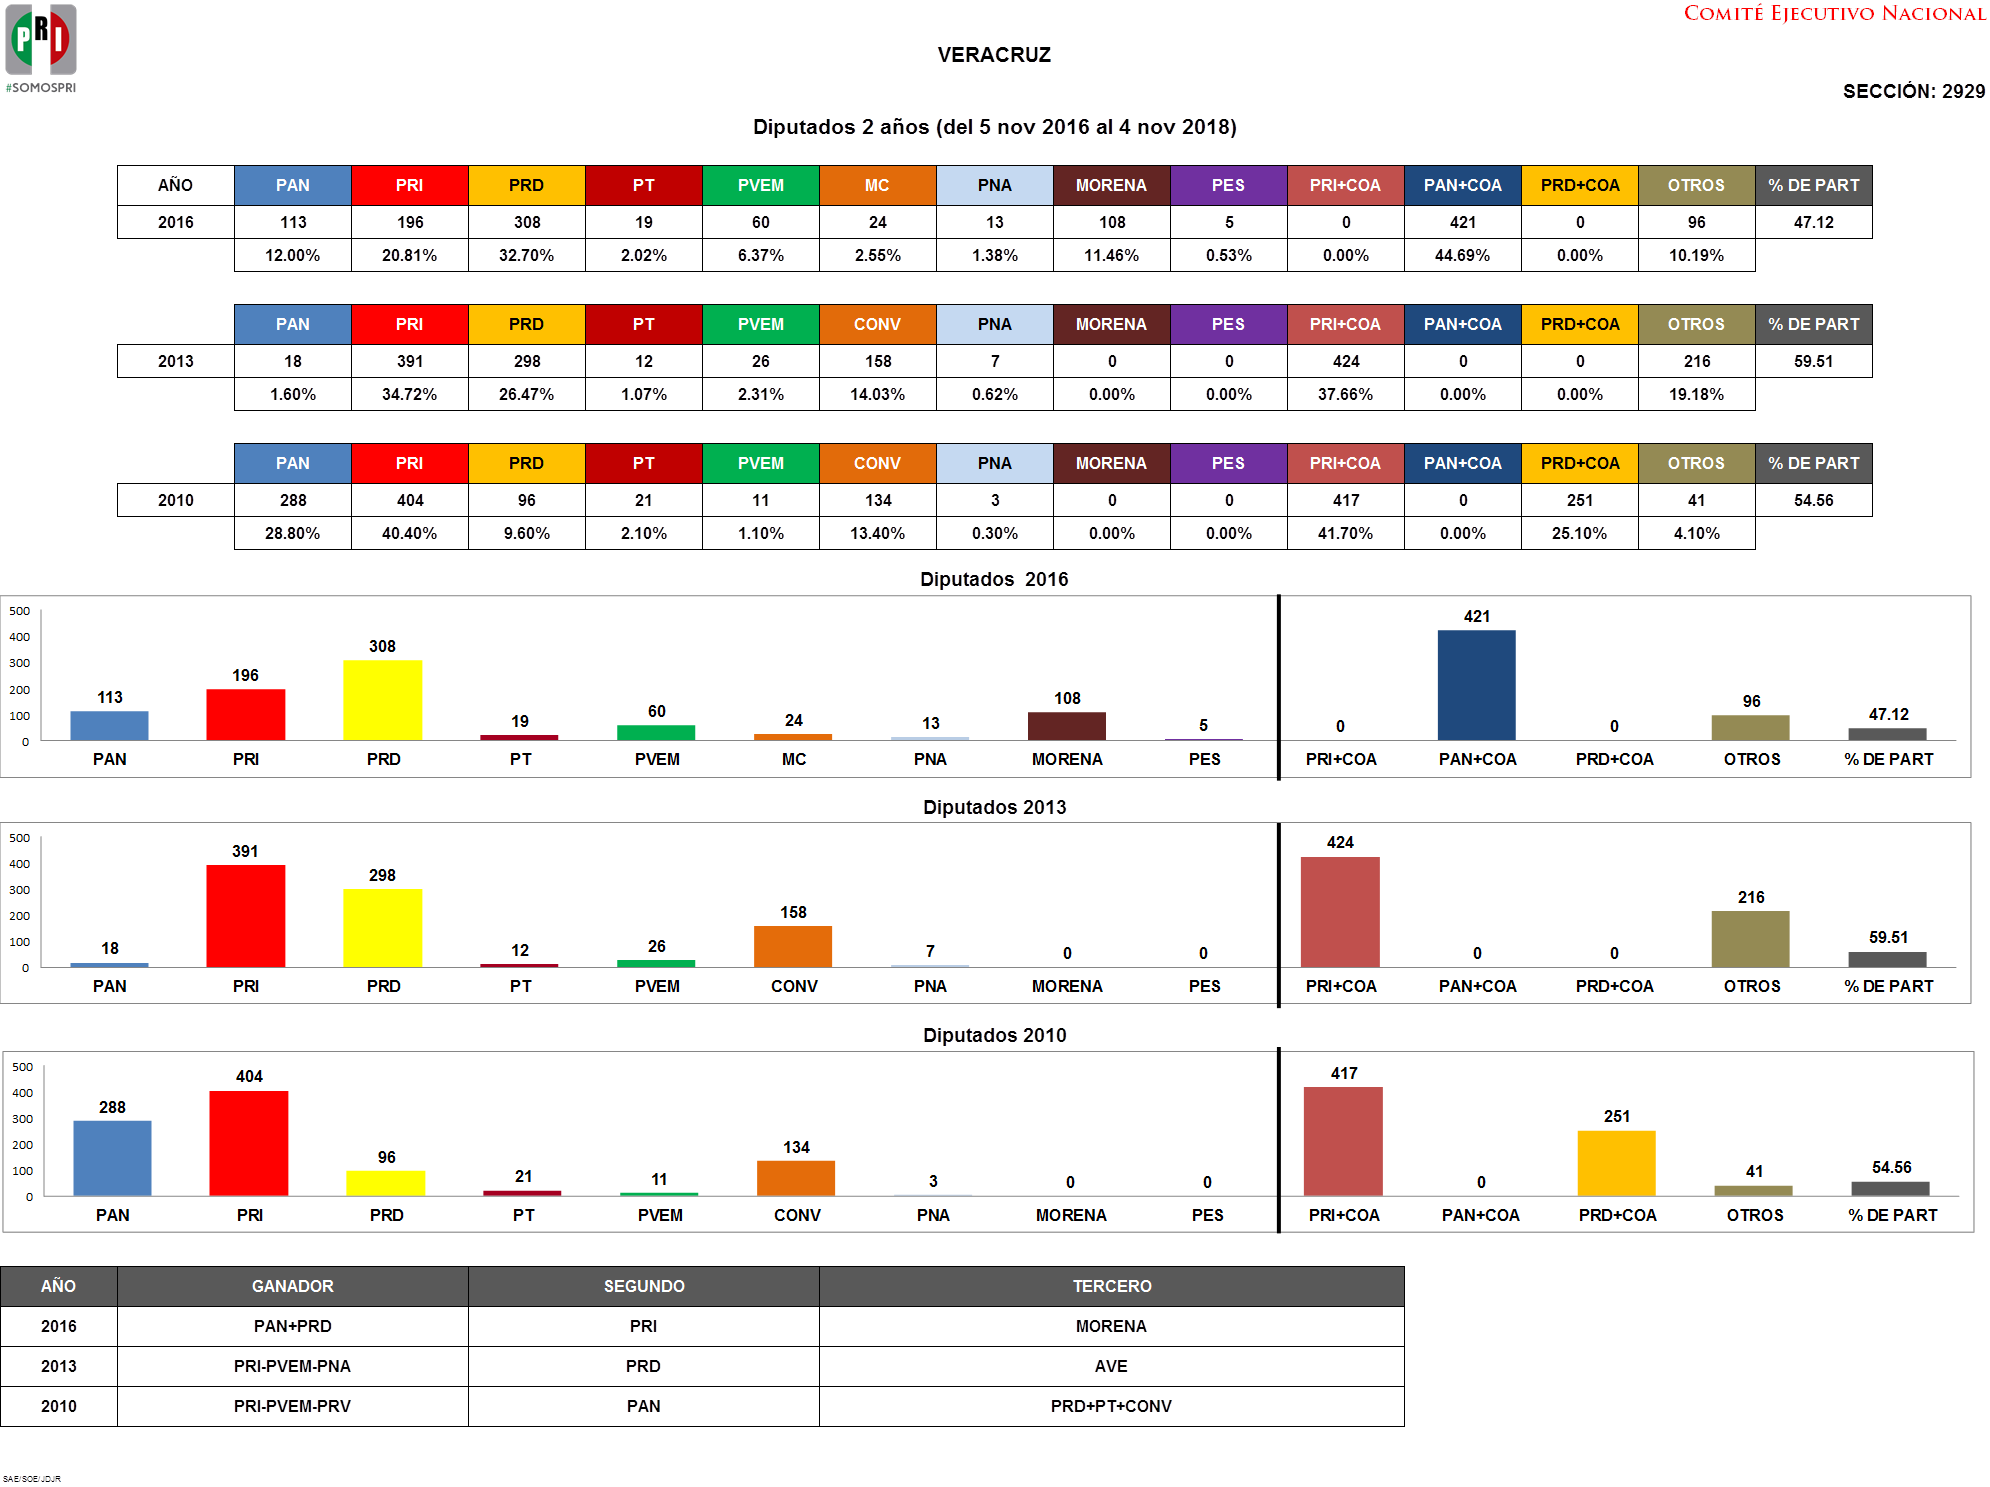 PRI
#SOMOSPRI
COMITÉ EJECUTIVO NACIONAL
VERACRUZ
SECCIÓN: 2929
Diputados 2 años (del 5 nov 2016 al 4 nov 2018)
AÑO PAN PRI PRD PT PVEM MC PNA MORENA PES PRI+COA PAN+COA PRD+COA OTROS % DE PART
2016 113 196 308 19 60 24 13 108 5 0 421 0 96 47.12
12.00% 20.81% 32.70% 2.02% 6.37% 2.55% 1.38% 11.46% 0.53% 0.00% 44.69% 0.00% 10.19%
PAN PRI PRD PT PVEM CONV PNA MORENA PES PRI+COA PAN+COA PRD+COA OTROS % DE PART
2013 18 391 298 12 26 158 7 0 0 424 0 0 216 59.51
1.60% 34.72% 26.47% 1.07% 2.31% 14.03% 0.62% 0.00% 0.00% 37.66% 0.00% 0.00% 19.18%
PAN PRI PRD PT PVEM CONV PNA MORENA PES PRI+COA PAN+COA PRD+COA OTROS % DE PART
2010 288 404 96 21 11 134 3 0 0 417 0 251 41 54.56
28.80% 40.40% 9.60% 2.10% 1.10% 13.40% 0.30% 0.00% 0.00% 41.70% 0.00% 25.10% 4.10%
Diputados 2016
500
400
300
200
100
0
113 196 308 19 60 24 13 108 5 0 421 0 96 47.12
PAN PRI PRD PT PVEM MC PNA MORENA PES PRI+COA PAN+COA PRD+COA OTROS % DE PART
Diputados 2013
500
400
300
200
100
0
18 391 298 12 26 158 7 0 0 424 0 0 216 59.51
PAN PRI PRD PT PVEM CONV PNA MORENA PES PRI+COA PAN+COA PRD+COA OTROS % DE PART
Diputados 2010
500
400
300
200
100
0
288 404 96 21 11 134 3 0 0 417 0 251 41 54.56
PAN PRI PRD PT PVEM CONV PNA MORENA PES PRI+COA PAN+COA PRD+COA OTROS % DE PART
AÑO GANADOR SEGUNDO TERCERO
2016 PAN+PRD PRI MORENA
2013 PRI-PVEM-PNA PRD AVE
2010 PRI-PVEM-PRV PAN PRD+PT+CONV
SAE/SOE/JDJR